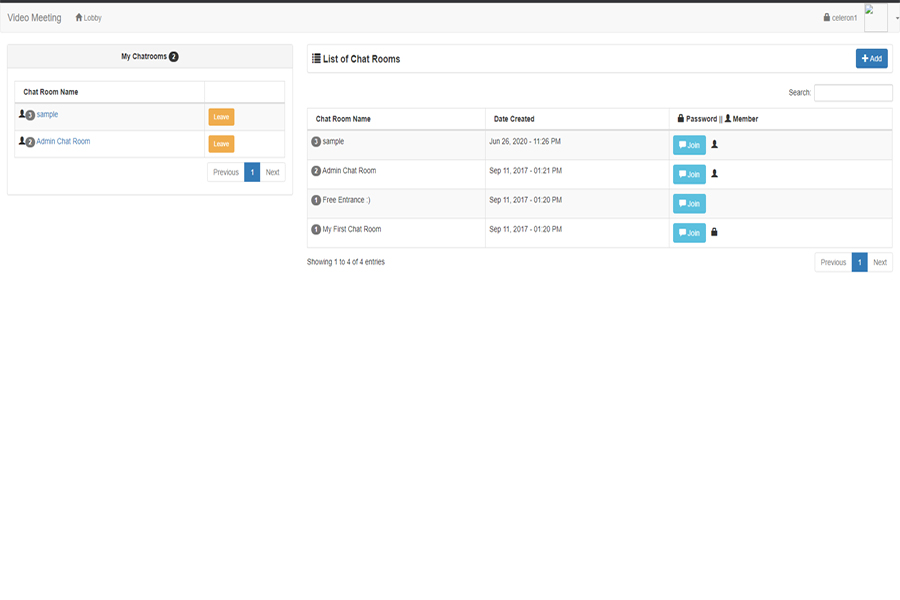 Video Meeting Lobby celeron1
My Chatrooms 2
Chat Room Name
3 sample Leave
2 Admin Chat Room Leave
Previous 1 Next
List of Chat Rooms Add
Search:
Chat Room Name Date Created Password || Member
3 sample Jun 26, 2020 - 11:26 PM Join
2 Admin Chat Room Sep 11, 2017 - 01:21 PM Join
1 Free Entrance :) Sep 11, 2017 - 01:20 PM Join
1 My First Chat Room Sep 11, 2017 - 01:20 PM Join
Showing 1 to 4 of 4 entries Previous 1 Next